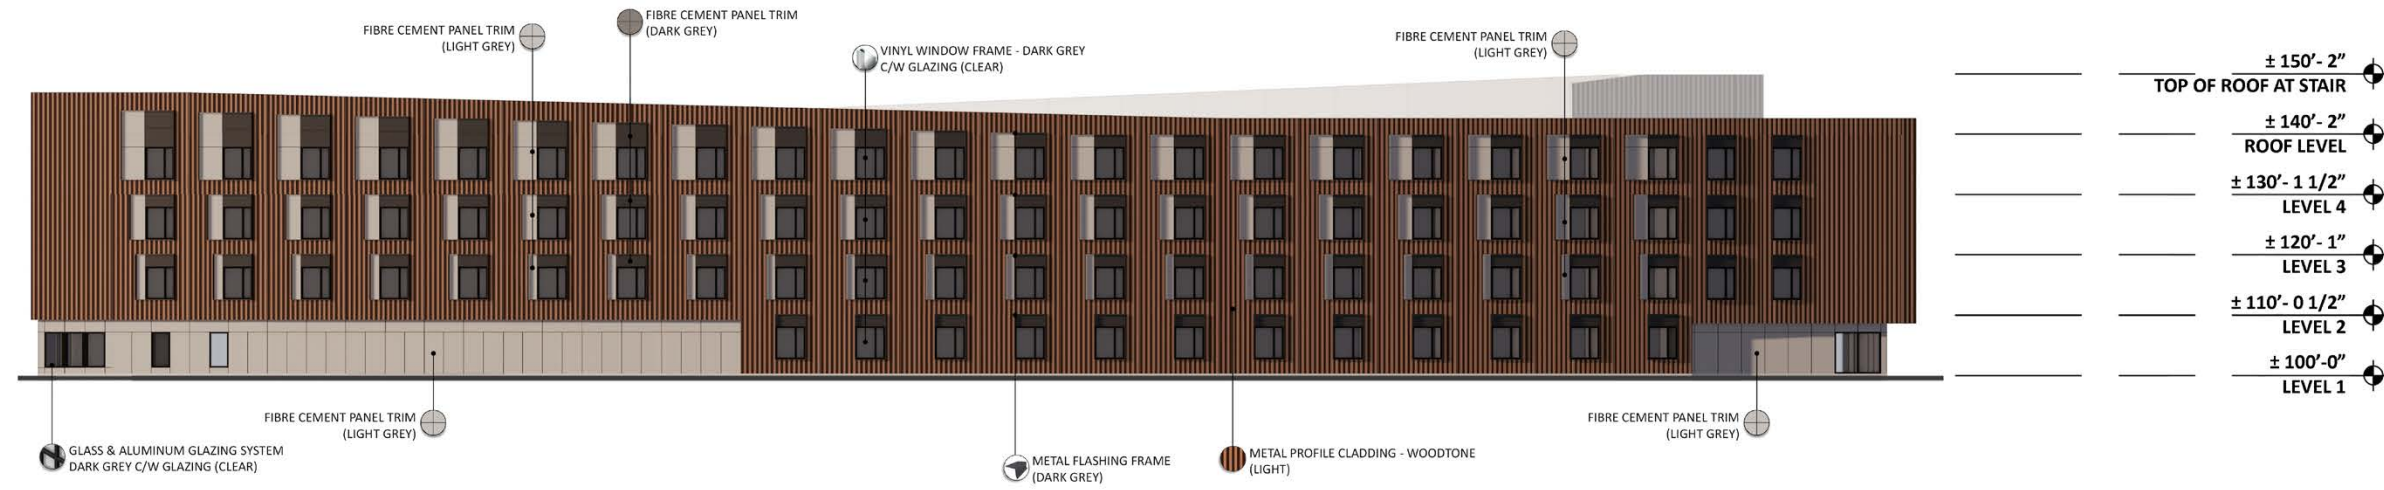 FIBRE CEMENT PANEL TRIM
(LIGHT GREY)
FIBRE CEMENT PANEL TRIM
(DARK GREY)
VINYL WINDOW FRAME - DARK GREY
C/W GLAZING (CLEAR)
FIBRE CEMENT PANEL TRIM
(LIGHT GREY)
± 150’- 2”
TOP OF ROOF AT STAIR
± 140’- 2”
ROOF LEVEL
± 130’- 1 1/2”
LEVEL 4
± 120’- 1”
LEVEL 3
± 110’- 0 1/2”
LEVEL 2
± 100’-0”
LEVEL 1
FIBRE CEMENT PANEL TRIM
(LIGHT GREY)
FIBRE CEMENT PANEL TRIM
(LIGHT GREY)
GLASS & ALUMINUM GLAZING SYSTEM
DARK GREY C/W GLAZING (CLEAR)
METAL FLASHING FRAME
(DARK GREY)
METAL PROFILE CLADDING - WOODTONE
(LIGHT)